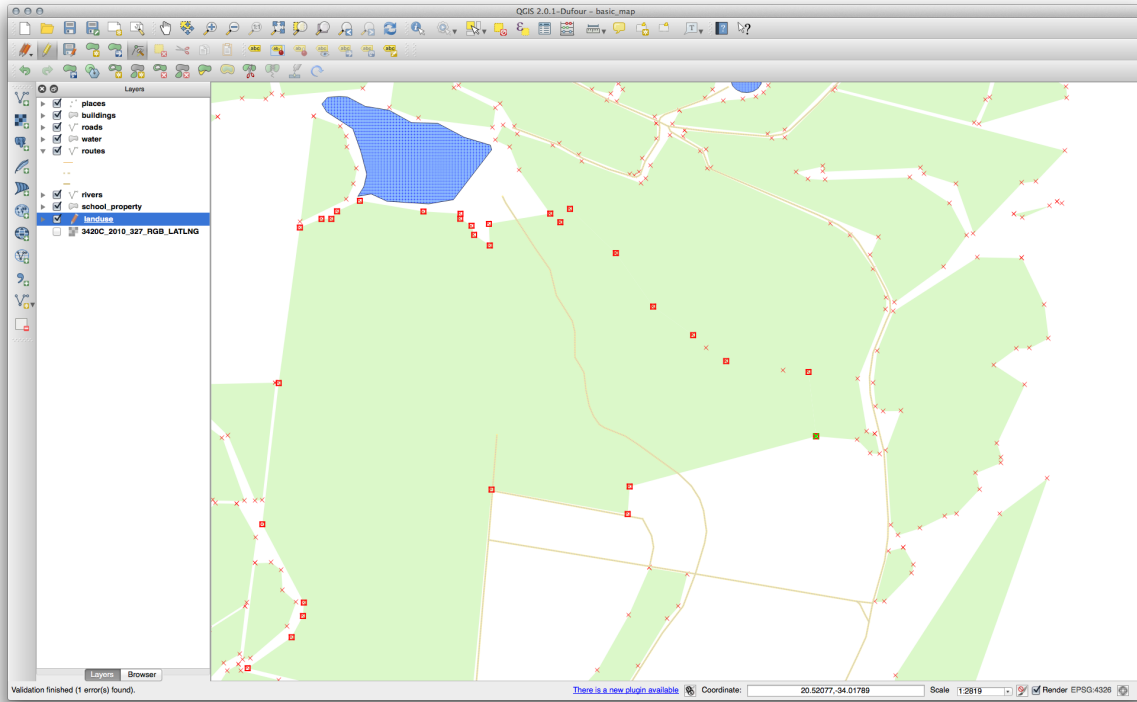 QGIS 2.0.1-Dufour - basic_map
Layers
places
buildings
roads
water
routes
rivers
school_property
landuse
3420C_2010_327_RGB_LATLNG
Layers Browser
Validation finished (1 error(s) found).
There is a new plugin available
Coordinate: 20.52077,-34.01789
Scale 1:2819
Render EPSG:4326